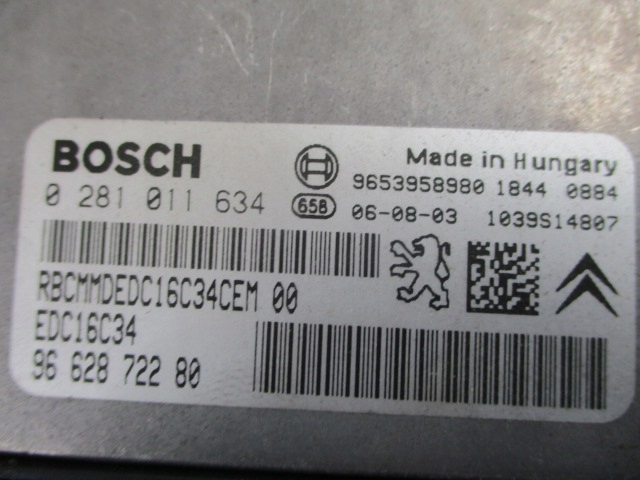 BOSCH
Made in Hungary
9653958980 1844 0884
0 281 011 634
658 06-08-03 1039S14807
RBCMMDEDC16C34CEM 00
EDC16C34
96 628 722 80